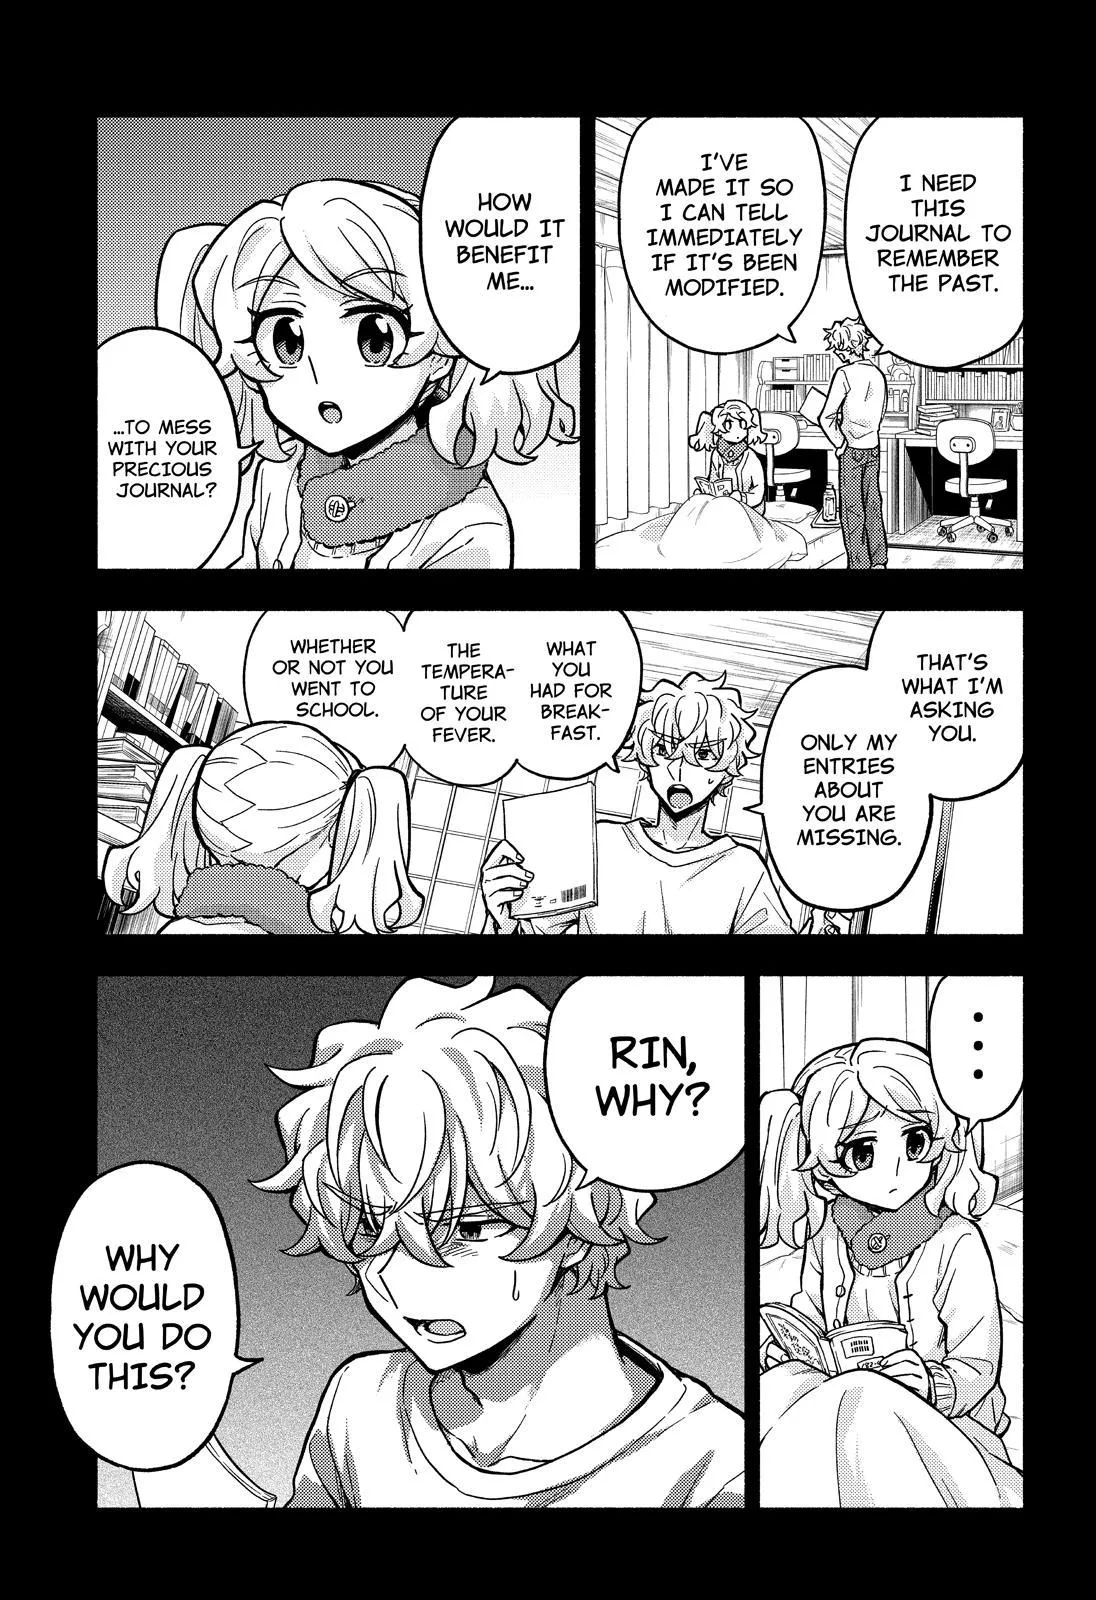 I NEED
THIS
JOURNAL TO
REMEMBER
THE PAST.
I'VE
MADE IT SO
I CAN TELL
IMMEDIATELY
IF IT'S BEEN
MODIFIED.
HOW
WOULD IT
BENEFIT
ME...
...TO MESS
WITH YOUR
PRECIOUS
JOURNAL?
THAT'S
WHAT I'M
ASKING
YOU.
ONLY MY
ENTRIES
ABOUT
YOU ARE
MISSING.
WHAT
YOU
HAD FOR
BREAK-
FAST.
THE
TEMPERA-
TURE
OF YOUR
FEVER.
WHETHER
OR NOT YOU
WENT TO
SCHOOL.
...
RIN,
WHY?
WHY
WOULD
YOU DO
THIS?